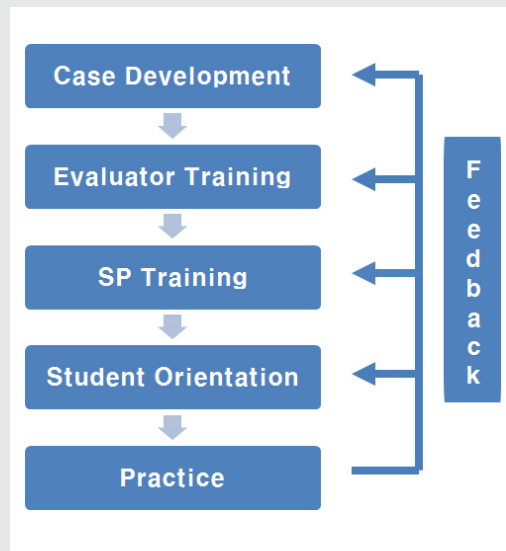 Case Development
Evaluator Training
SP Training
Student Orientation
Practice
F
e
e
d
b
a
c
k